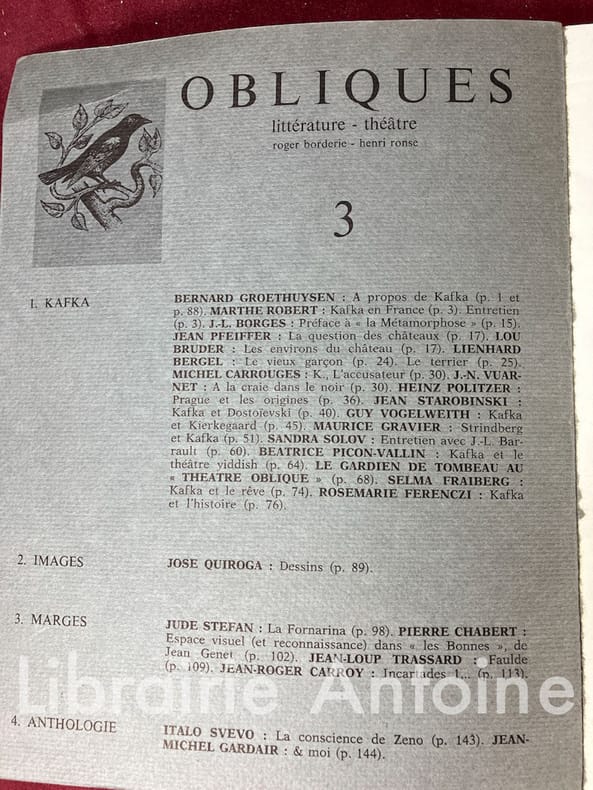 OBLIQUES
littérature - théâtre
roger borderie - henri ronse
3
1. KAFKA
BERNARD GROETHUYSEN : A propos de Kafka (p. 1 et
p. 88). MARTHE ROBERT : Kafka en France (p. 3). Entretien
(p. 3). J.-L. BORGES : Préface à « la Métamorphose » (p. 15).
JEAN PFEIFFER : La question des châteaux (p. 17). LOU
BRUDER : Les environs du château (p. 17). LIENHARD
BERGEL : Le vieux garçon (p. 24). Le terrier (p. 25).
MICHEL CARROUGES : K., L'accusateur (p. 30). J.-N. VUAR-
NET : A la craie dans le noir (p. 30). HEINZ POLITZER :
Prague et les origines (p. 36). JEAN STAROBINSKI :
Kafka et Dostoïevski (p. 40). GUY VOGELWEITH : Kafka
et Kierkegaard (p. 45). MAURICE GRAVIER : Strindberg
et Kafka (p. 51). SANDRA SOLOV : Entretien avec J.-L. Bar-
rault (p. 60). BEATRICE PICON-VALLIN : Kafka et le
théâtre yiddish (p. 64). LE GARDIEN DE TOMBEAU AU
« THEATRE OBLIQUE » (p. 68). SELMA FRAIBERG :
Kafka et le rêve (p. 74). ROSEMARIE FERENCZI : Kafka
et l'histoire (p. 76).
2. IMAGES
JOSE QUIROGA : Dessins (p. 89).
3. MARGES
JUDE STEFAN : La Fornarina (p. 98). PIERRE CHABERT :
Espace visuel (et reconnaissance) dans « les Bonnes », de
Jean Genet (p. 102). JEAN-LOUP TRASSARD : Faulde
(p. 109). JEAN-ROGER CARROY : Incartades 1... (p. 113).
Librairie Antoine
4. ANTHOLOGIE
ITALO SVEVO : La conscience de Zeno (p. 143). JEAN-
MICHEL GARDAIR : & moi (p. 144).